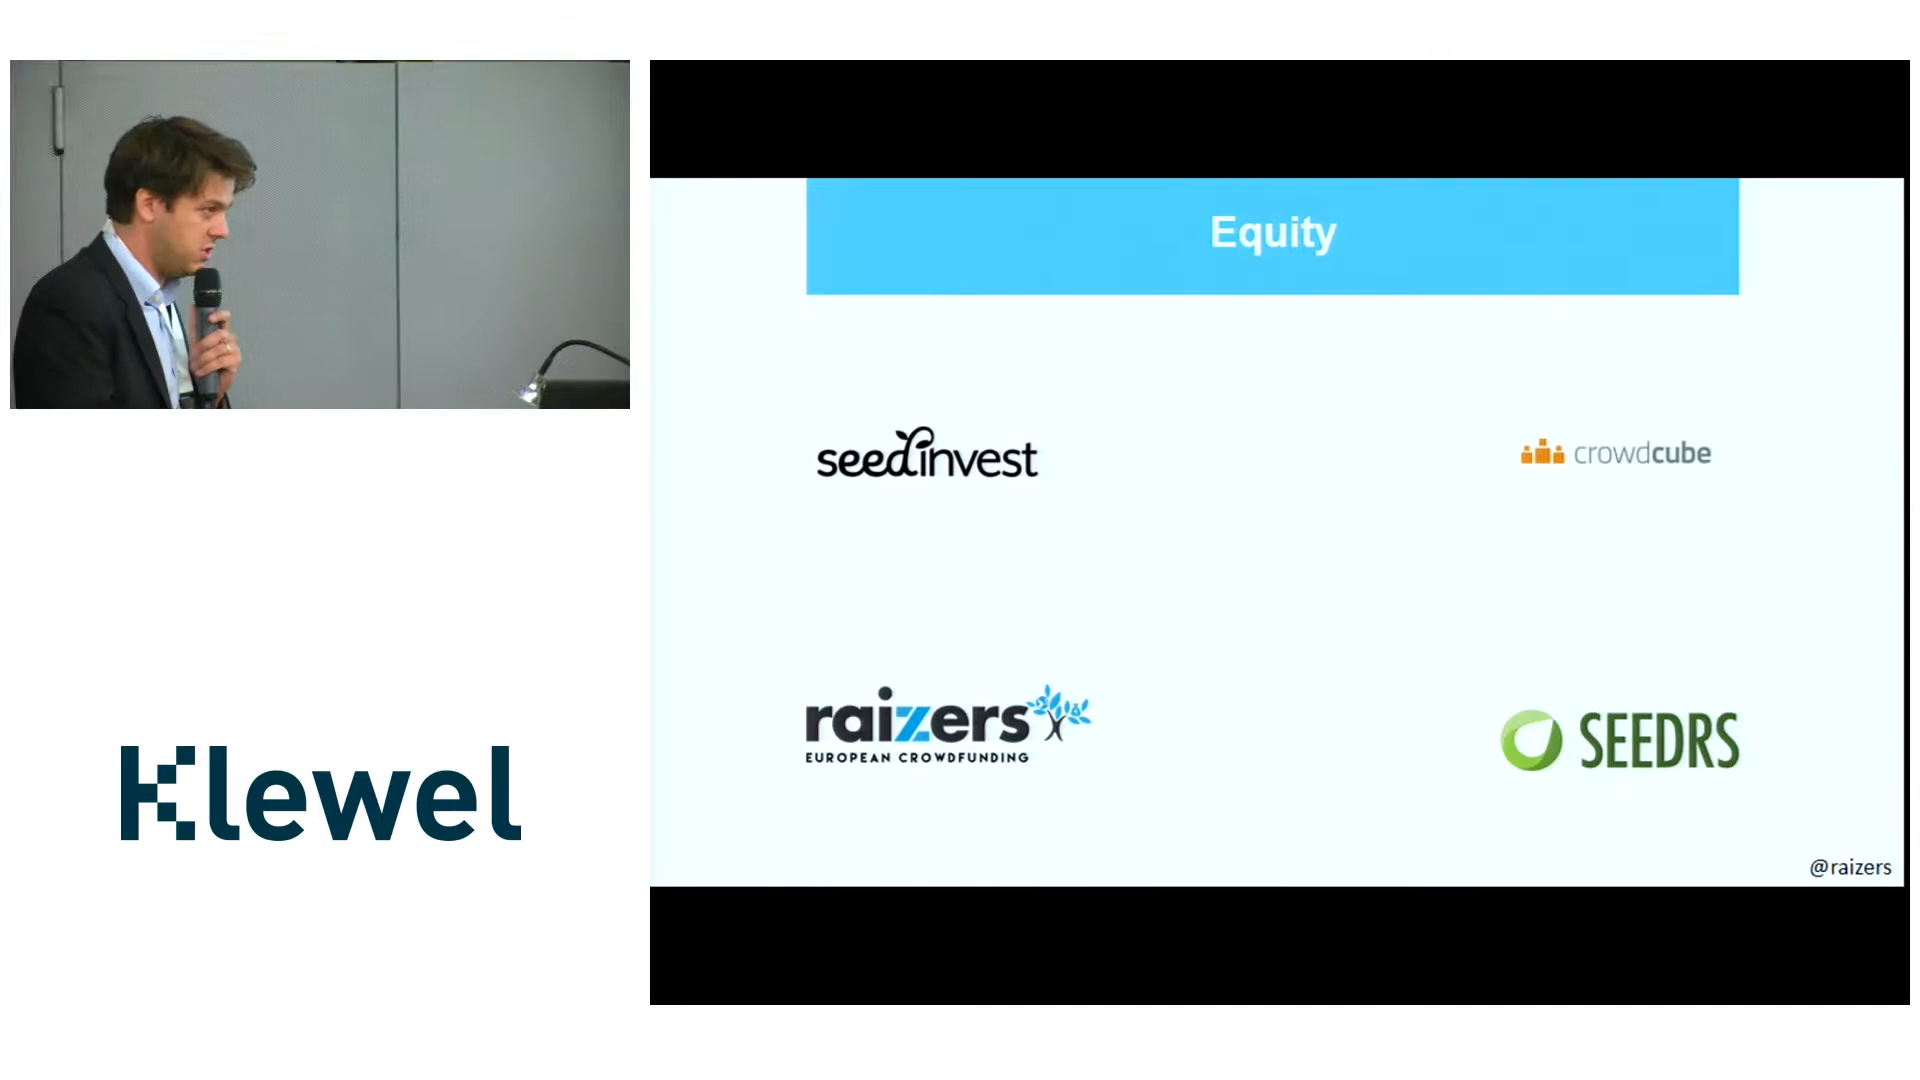 Equity
seedinvest
crowdcube
raizers
EUROPEAN CROWDFUNDING
SEEDRS
@raizers
Klewel